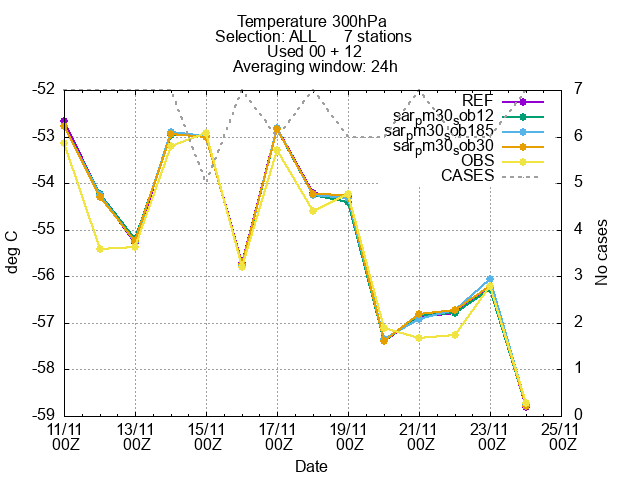 Temperature 300hPa
Selection: ALL 7 stations
Used 00 + 12
Averaging window: 24h
-52
-53
-54
-55
-56
-57
-58
-59
deg C
7
6
5
4
3
2
1
0
No cases
REF
sarpm30sob12
sarpm30sob185
sarpm30sob30
OBS
CASES
11/11 13/11 15/11 17/11 19/11 21/11 23/11 25/11
00Z 00Z 00Z 00Z 00Z 00Z 00Z 00Z
Date